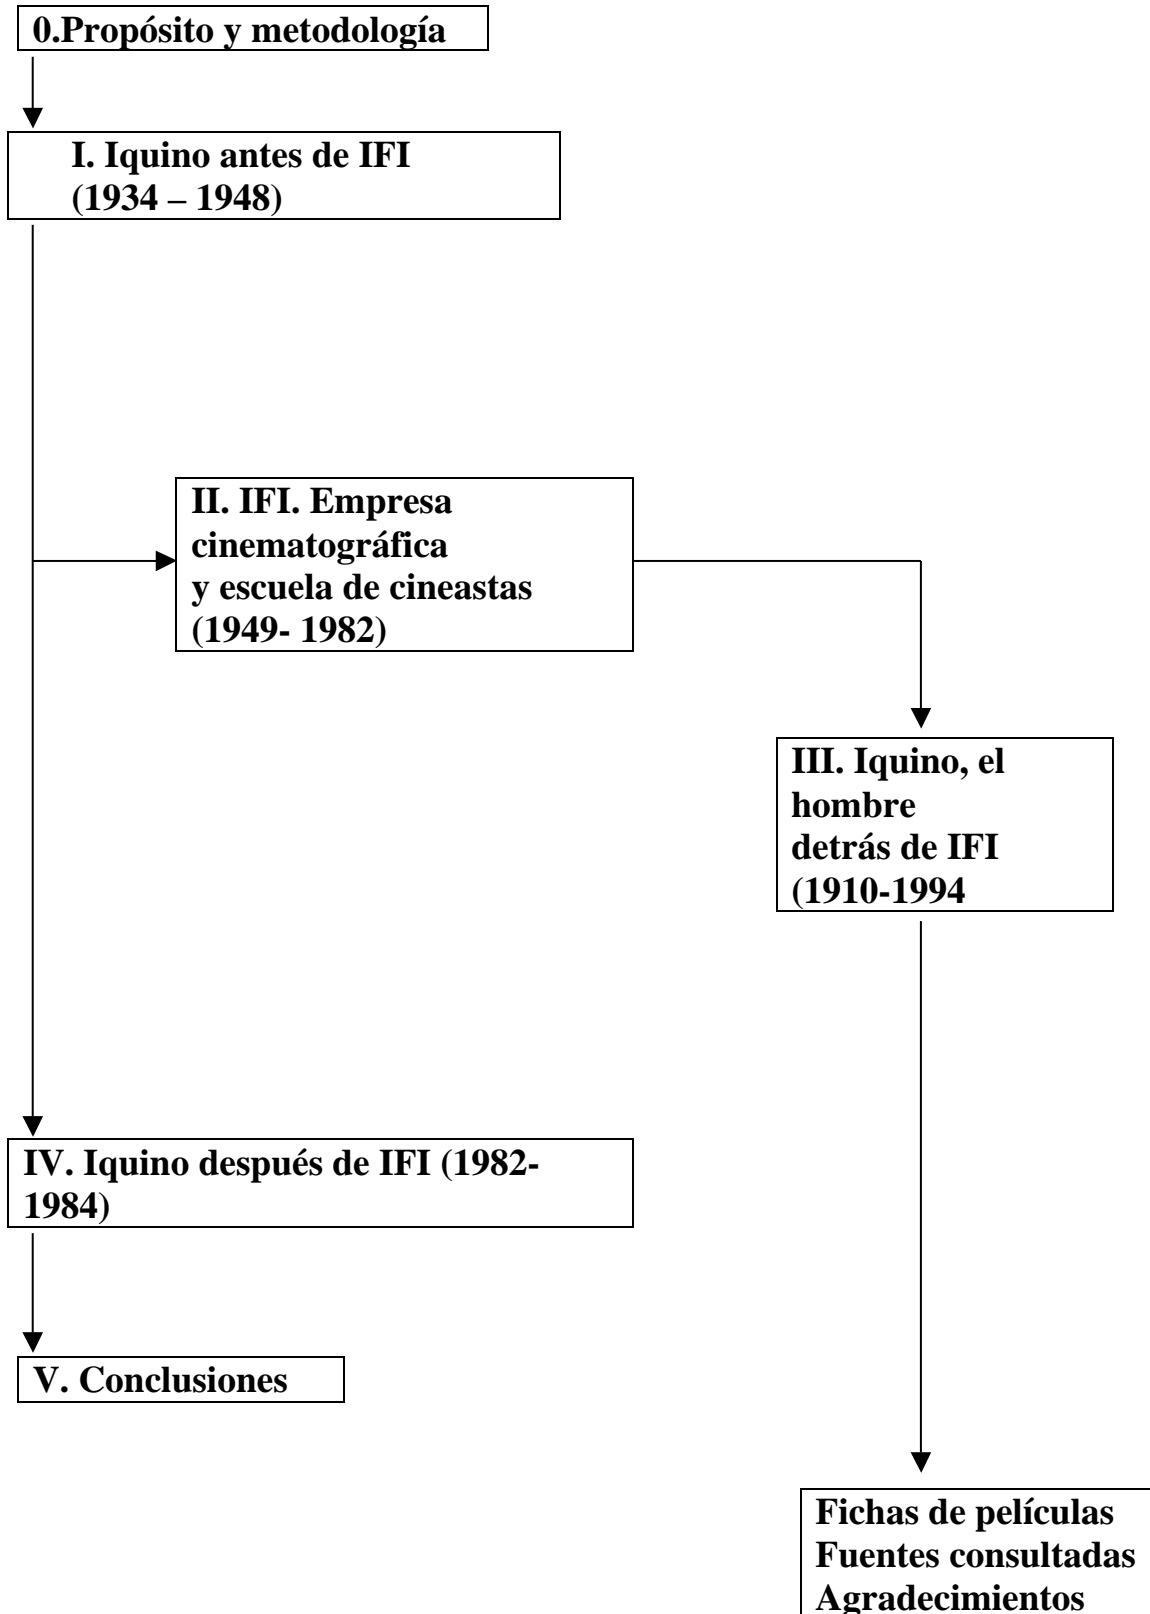 0.Propósito y metodología
I. Iquino antes de IFI
(1934 – 1948)
II. IFI. Empresa
cinematográfica
y escuela de cineastas
(1949- 1982)
III. Iquino, el
hombre
detrás de IFI
(1910-1994
IV. Iquino después de IFI (1982-
1984)
V. Conclusiones
Fichas de películas
Fuentes consultadas
Agradecimientos